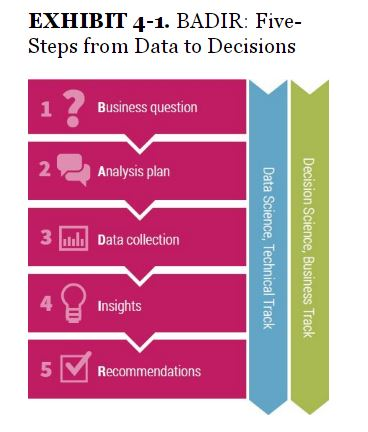 EXHIBIT 4-1. BADIR: Five-
Steps from Data to Decisions
1 ? Business question
2 Analysis plan
3 Data collection
4 Insights
5 Recommendations
Data Science, Technical Track
Decision Science, Business Track